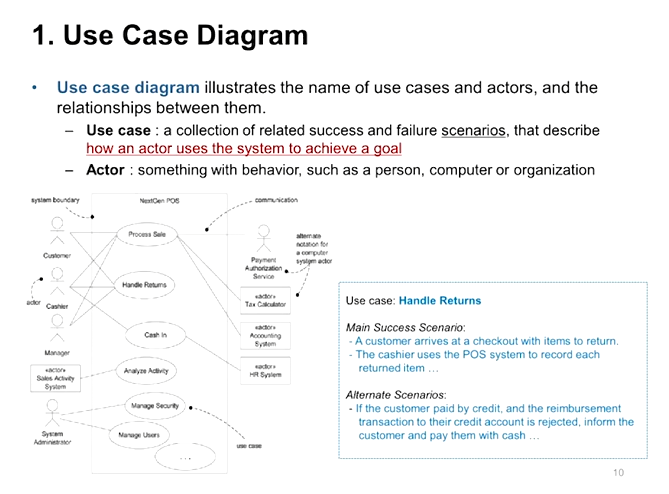 1. Use Case Diagram
• Use case diagram illustrates the name of use cases and actors, and the
relationships between them.
– Use case : a collection of related success and failure scenarios, that describe
how an actor uses the system to achieve a goal
– Actor : something with behavior, such as a person, computer or organization
system boundary
NextGen POS
communication
Process Sale
Customer
alternate
notation for
a computer
system actor
Payment
Authorization
Service
Handle Returns
actor
Cashier
«actor»
Tax Calculator
Cash In
«actor»
Accounting
System
Manager
«actor»
HR System
«actor»
Sales Activity
System
Analyze Activity
Manage Security
System
Administrator
Manage Users
use case
. . .
Use case: Handle Returns
Main Success Scenario:
- A customer arrives at a checkout with items to return.
- The cashier uses the POS system to record each
returned item …
Alternate Scenarios:
- If the customer paid by credit, and the reimbursement
transaction to their credit account is rejected, inform the
customer and pay them with cash …
10